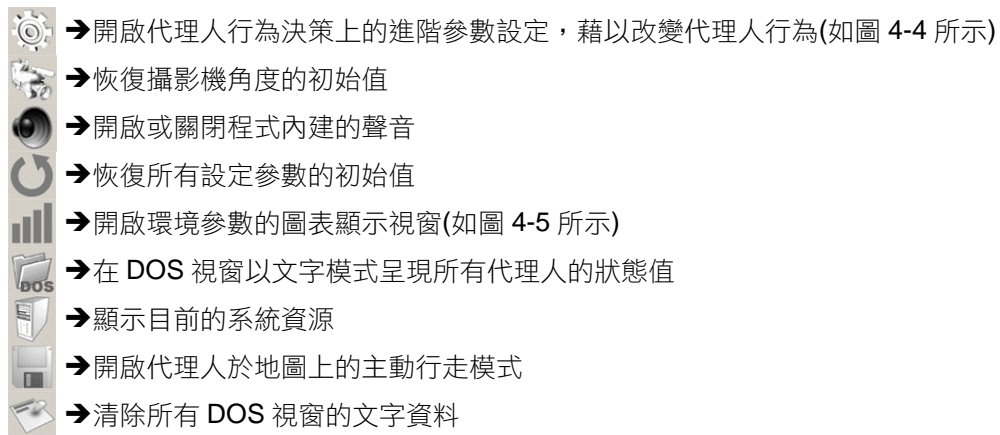 ➔開啟代理人行為決策上的進階參數設定,藉以改變代理人行為(如圖 4-4 所示)
➔恢復攝影機角度的初始值
➔開啟或關閉程式內建的聲音
➔恢復所有設定參數的初始值
➔開啟環境參數的圖表顯示視窗(如圖 4-5 所示)
DOS ➔在 DOS 視窗以文字模式呈現所有代理人的狀態值
➔顯示目前的系統資源
➔開啟代理人於地圖上的主動行走模式
➔清除所有 DOS 視窗的文字資料